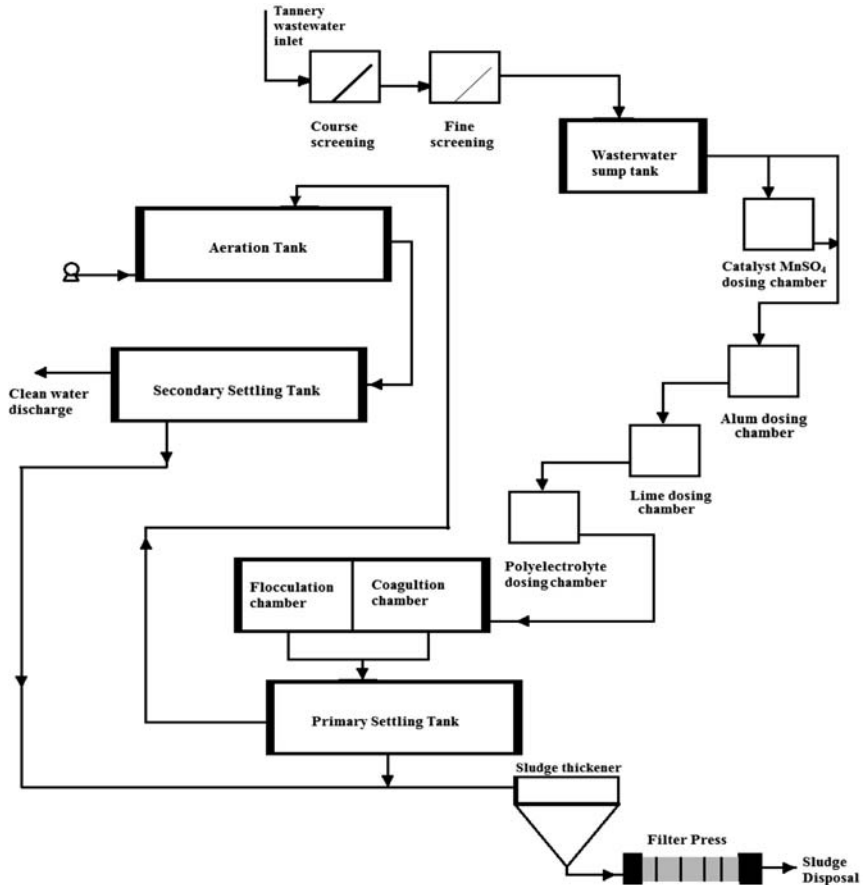 Tannery
wastewater
inlet
Course
screening
Fine
screening
Wasterwater
sump tank
Catalyst MnSO₄
dosing chamber
Aeration Tank
Alum dosing
chamber
Secondary Settling Tank
Clean water
discharge
Lime dosing
chamber
Polyelectrolyte
dosing chamber
Flocculation
chamber
Coagultion
chamber
Primary Settling Tank
Sludge thickener
Filter Press
Sludge
Disposal